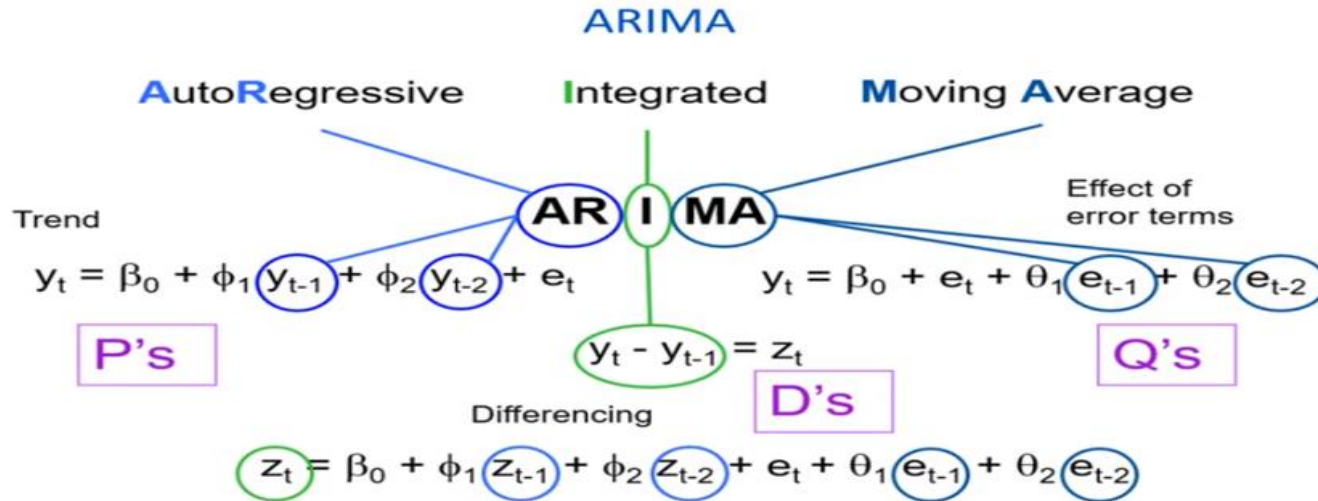 ARIMA
AutoRegressive Integrated Moving Average
AR I MA
Effect of
error terms
Trend
yₜ = β₀ + ϕ₁ yₜ₋₁ + ϕ₂ yₜ₋₂ + eₜ
yₜ = β₀ + eₜ + θ₁ eₜ₋₁ + θ₂ eₜ₋₂
P's
yₜ - yₜ₋₁ = zₜ
Q's
D's
Differencing
zₜ = β₀ + ϕ₁ zₜ₋₁ + ϕ₂ zₜ₋₂ + eₜ + θ₁ eₜ₋₁ + θ₂ eₜ₋₂